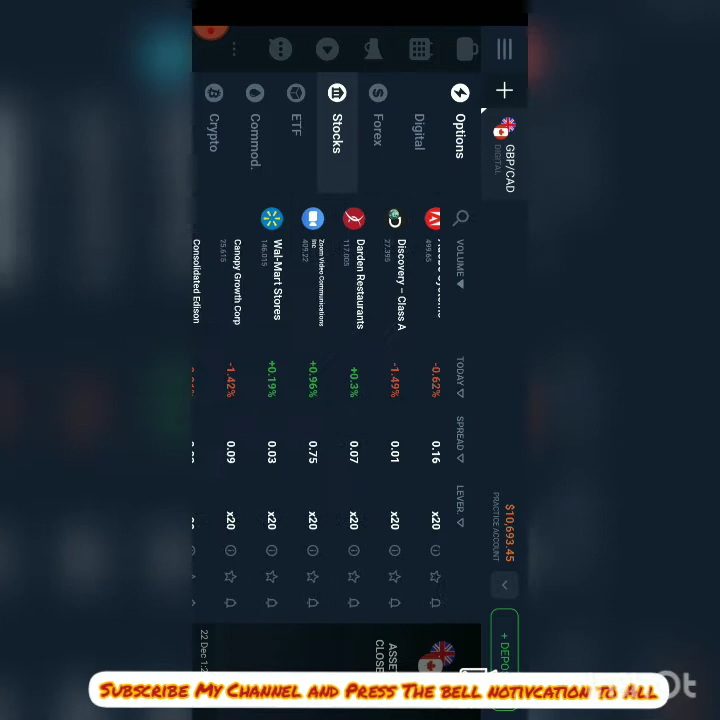 GBP/CAD
DIGITAL
$10,693.45
PRACTICE ACCOUNT
Options
Digital
Forex
Stocks
ETF
Commod.
Crypto
VOLUME
TODAY
SPREAD
LEVER.
499.65
-0.62%
0.16
x20
Discovery – Class A
27.395
-1.49%
0.01
x20
Darden Restaurants
117.005
+0.3%
0.07
x20
Zoom Video Communications
Inc
409.22
+0.96%
0.75
x20
Wal-Mart Stores
146.015
+0.19%
0.03
x20
Canopy Growth Corp
25.615
-1.42%
0.09
x20
Consolidated Edison
22 Dec
Subscribe My Channel and Press The bell notivcation to All